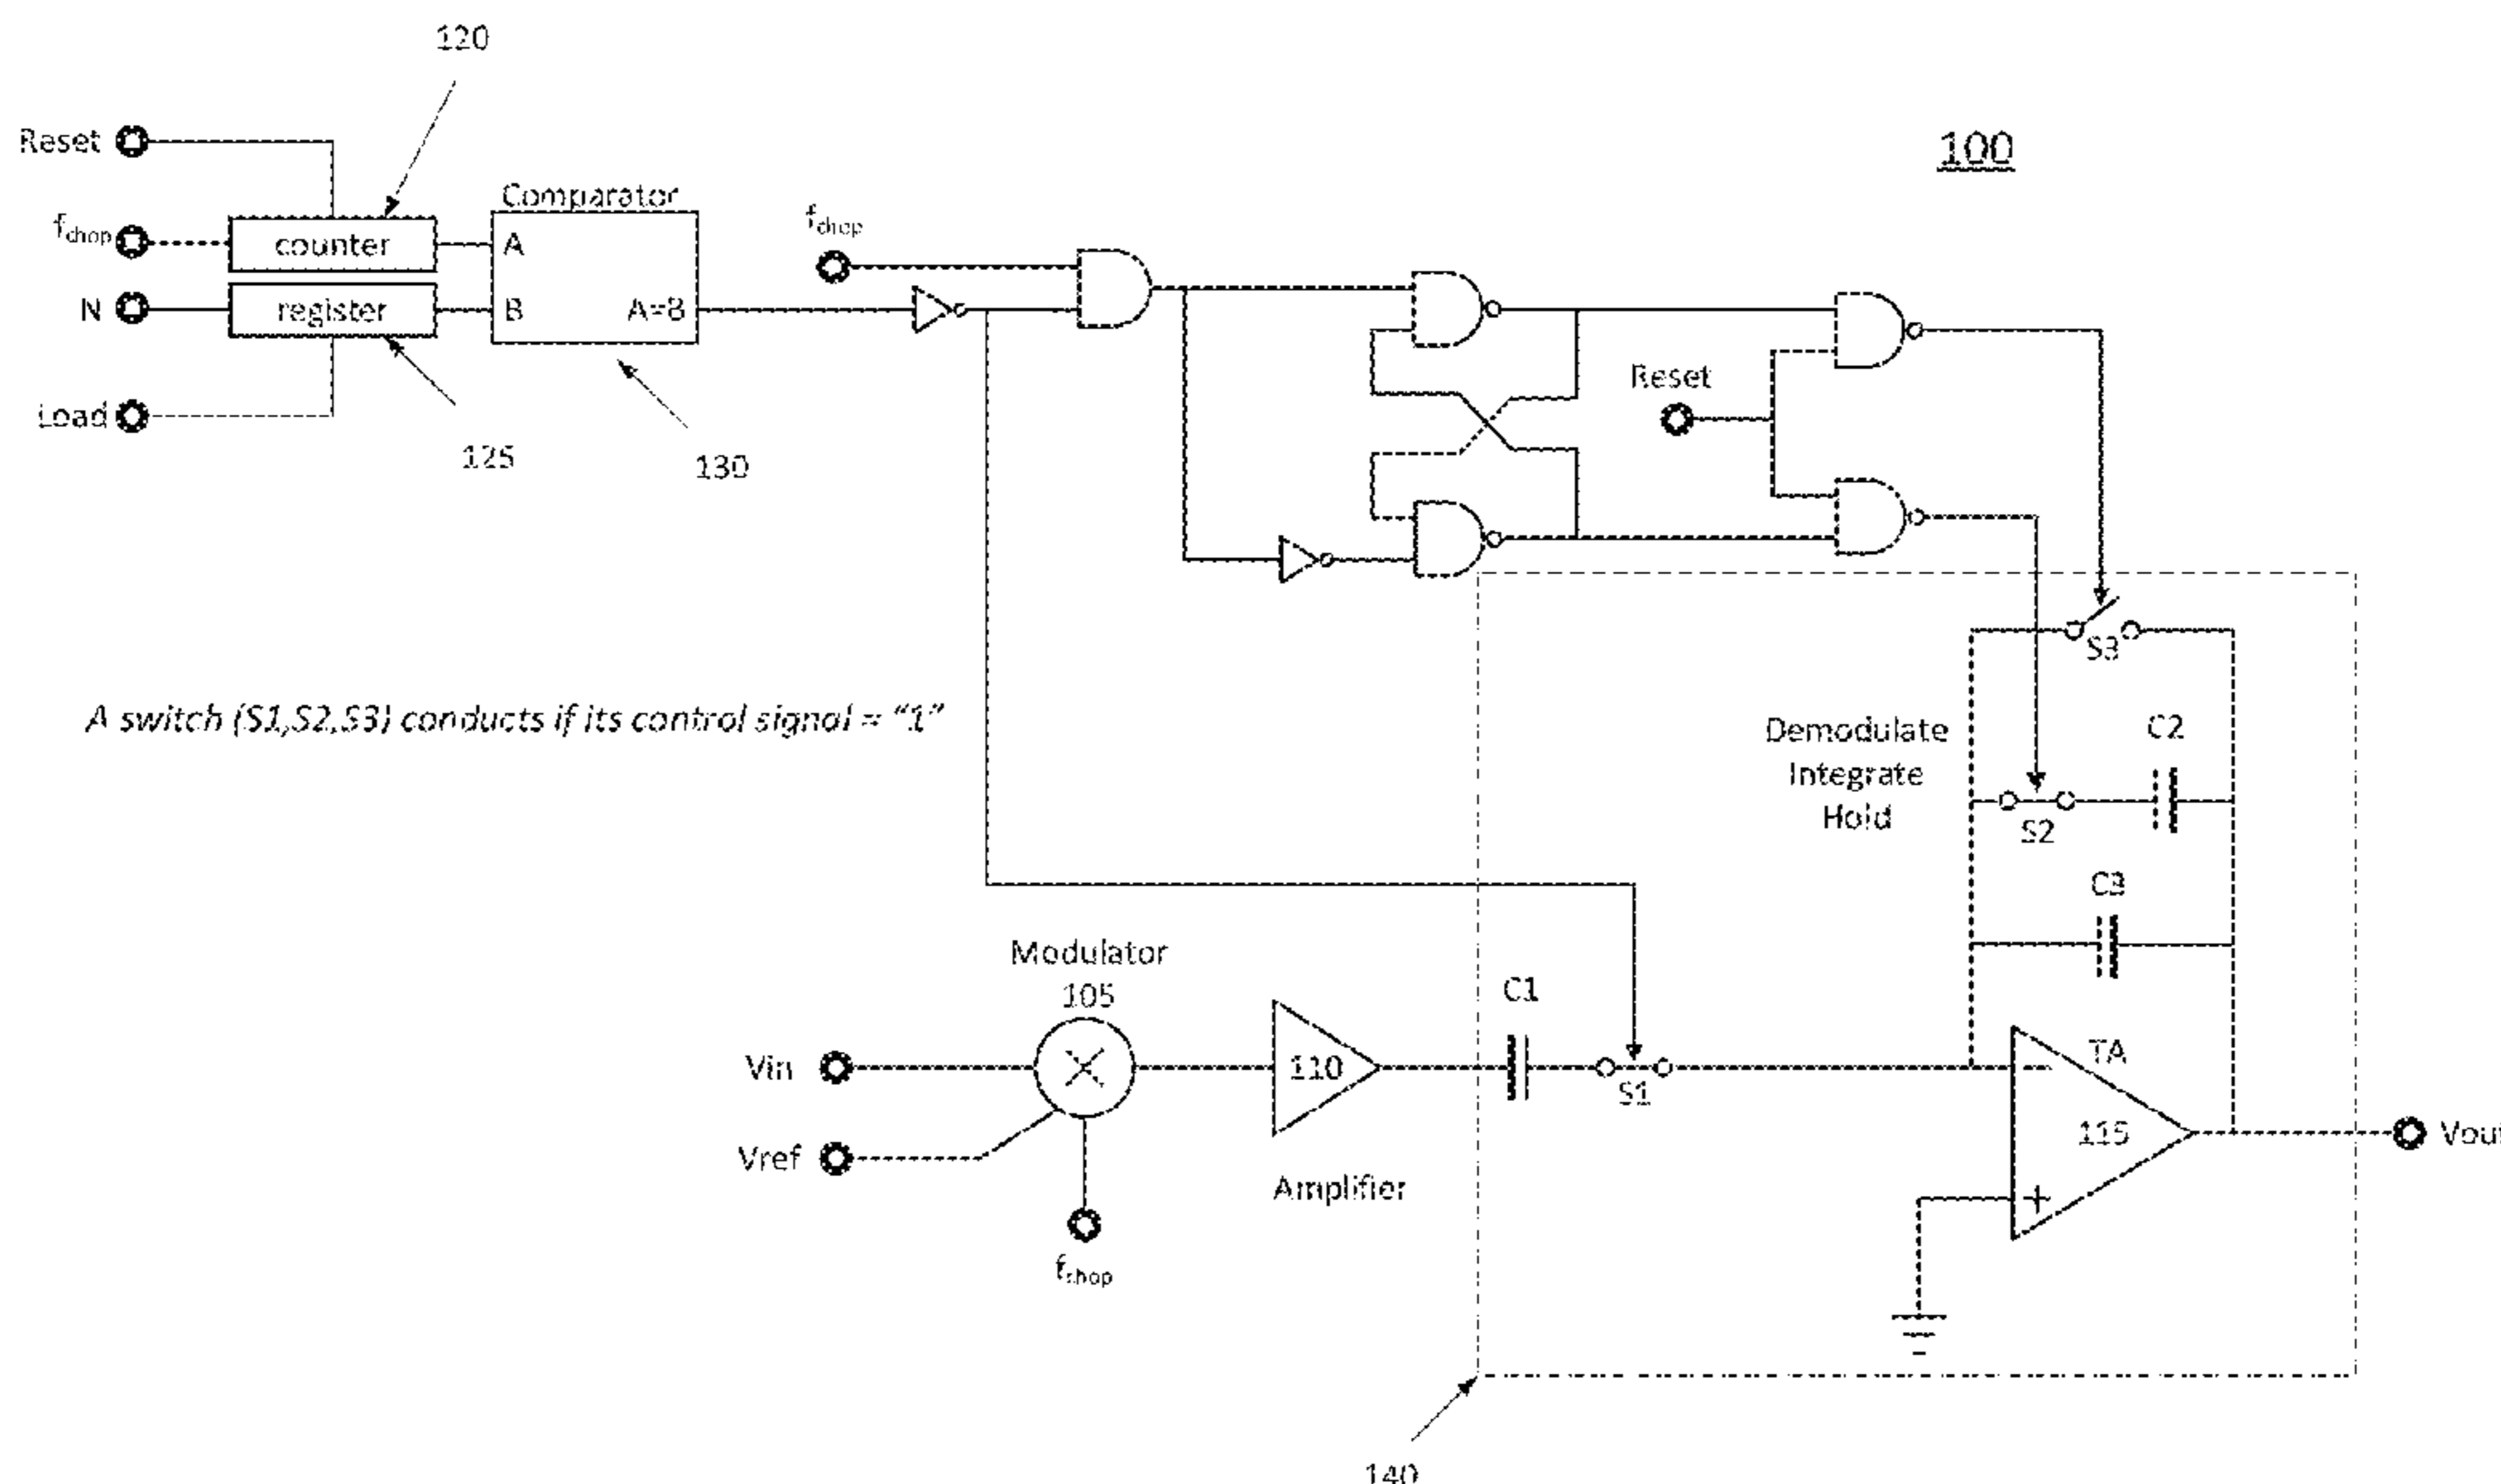 120
Reset
100
Comparator
fchop
fchop
counter
A
N
register
B
A=B
Reset
Load
125
130
S3
A switch (S1,S2,S3) conducts if its control signal = "1"
Demodulate
Integrate
Hold
C2
S2
C3
Modulator
105
C1
Vin
110
S1
TA
−
115
Vout
Vref
Amplifier
+
fchop
140